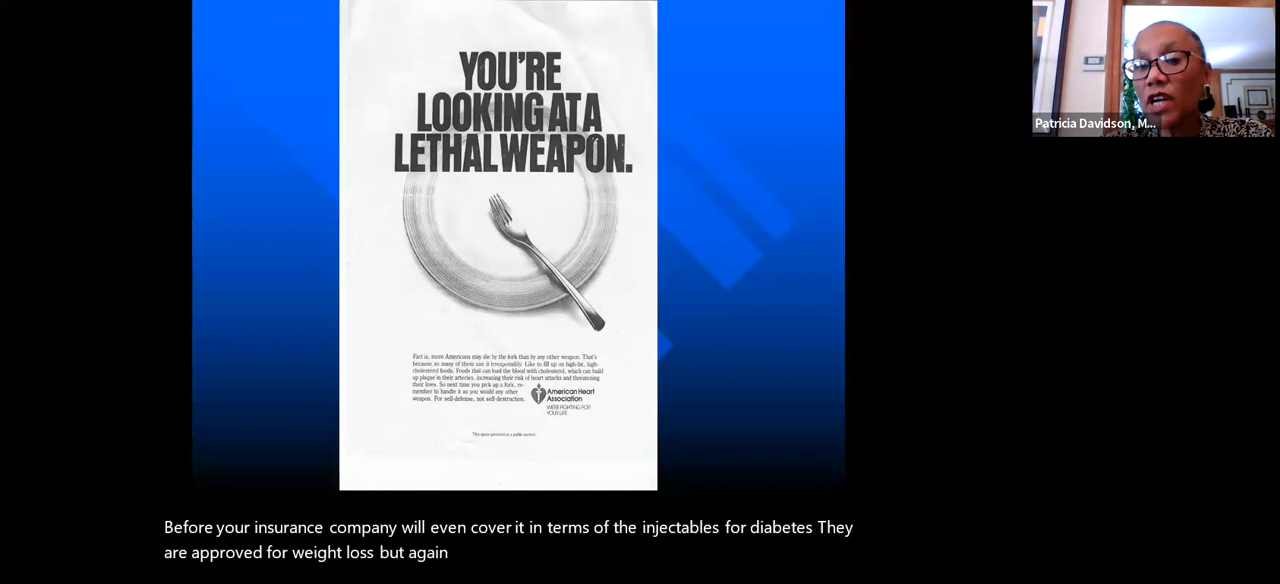 YOU'RE
LOOKING AT A
LETHAL WEAPON.
Fact is, more Americans may die by the fork than by any other weapon. That's
because so many of them use it irresponsibly. Like to fill up on high-fat, high-
cholesterol foods. Foods that can load the blood with cholesterol, which can build
up plaque in their arteries, increasing their risk of heart attacks and threatening
their lives. So next time you pick up a fork, re-
member to handle it as you would any other
weapon. For self-defense, not self-destruction.
American Heart
Association
WE'RE FIGHTING FOR
YOUR LIFE
This space provided as a public service.
Patricia Davidson, M...
Before your insurance company will even cover it in terms of the injectables for diabetes They
are approved for weight loss but again